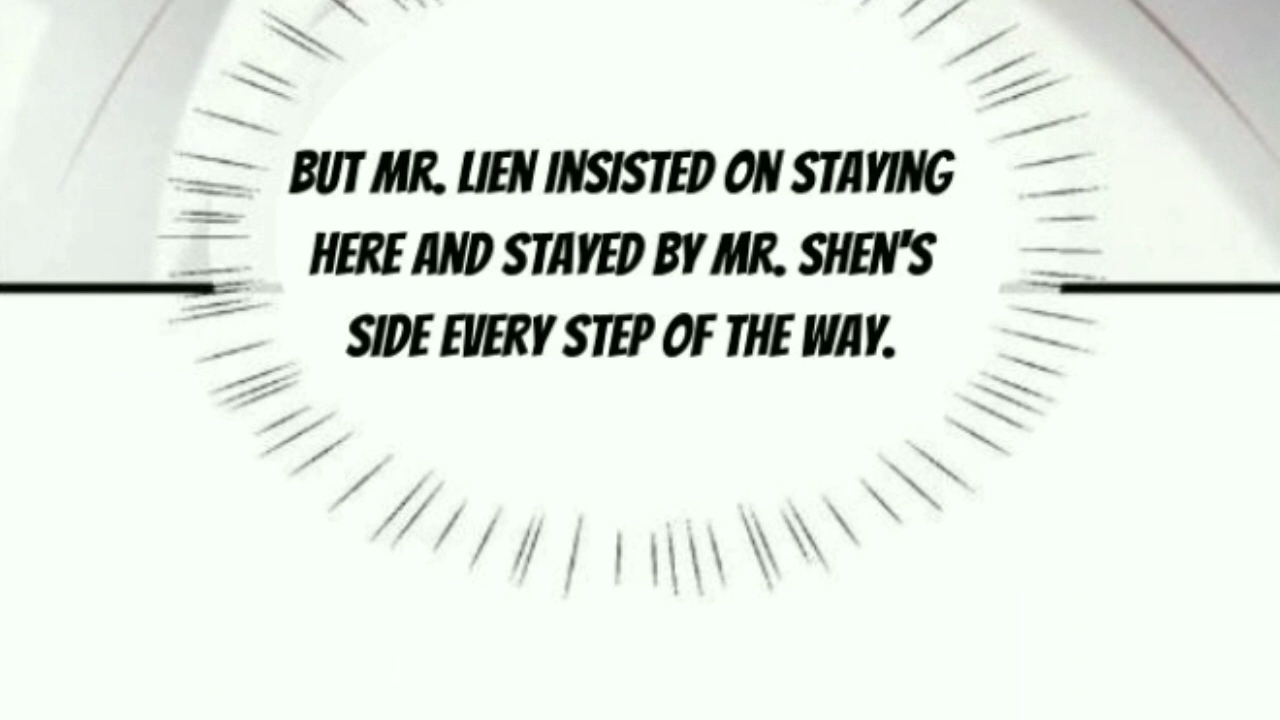 BUT MR. LIEN INSISTED ON STAYING
HERE AND STAYED BY MR. SHEN'S
SIDE EVERY STEP OF THE WAY.